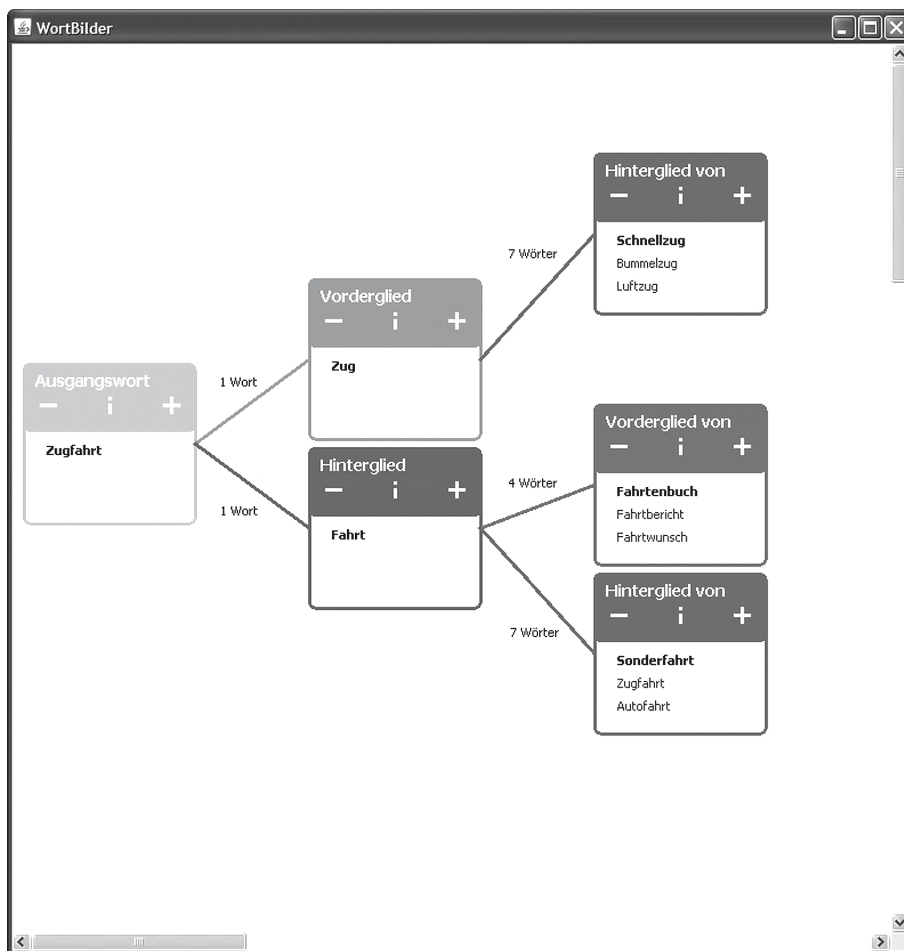 WortBilder
Ausgangswort
− i +
Zugfahrt
1 Wort
1 Wort
Vorderglied
− i +
Zug
Hinterglied
− i +
Fahrt
7 Wörter
4 Wörter
7 Wörter
Hinterglied von
− i +
Schnellzug
Bummelzug
Luftzug
Vorderglied von
− i +
Fahrtenbuch
Fahrtbericht
Fahrtwunsch
Hinterglied von
− i +
Sonderfahrt
Zugfahrt
Autofahrt